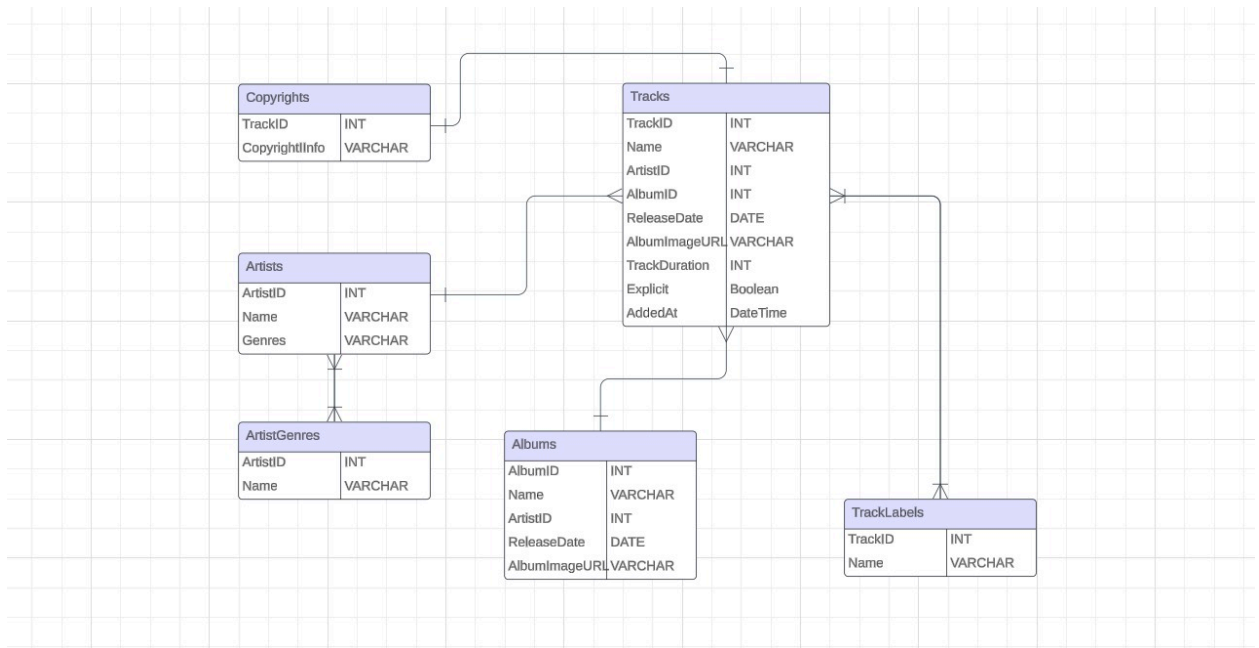 Copyrights
TrackID INT
CopyrightIInfo VARCHAR
Tracks
TrackID INT
Name VARCHAR
ArtistID INT
AlbumID INT
ReleaseDate DATE
AlbumImageURL VARCHAR
TrackDuration INT
Explicit Boolean
AddedAt DateTime
Artists
ArtistID INT
Name VARCHAR
Genres VARCHAR
ArtistGenres
ArtistID INT
Name VARCHAR
Albums
AlbumID INT
Name VARCHAR
ArtistID INT
ReleaseDate DATE
AlbumImageURL VARCHAR
TrackLabels
TrackID INT
Name VARCHAR